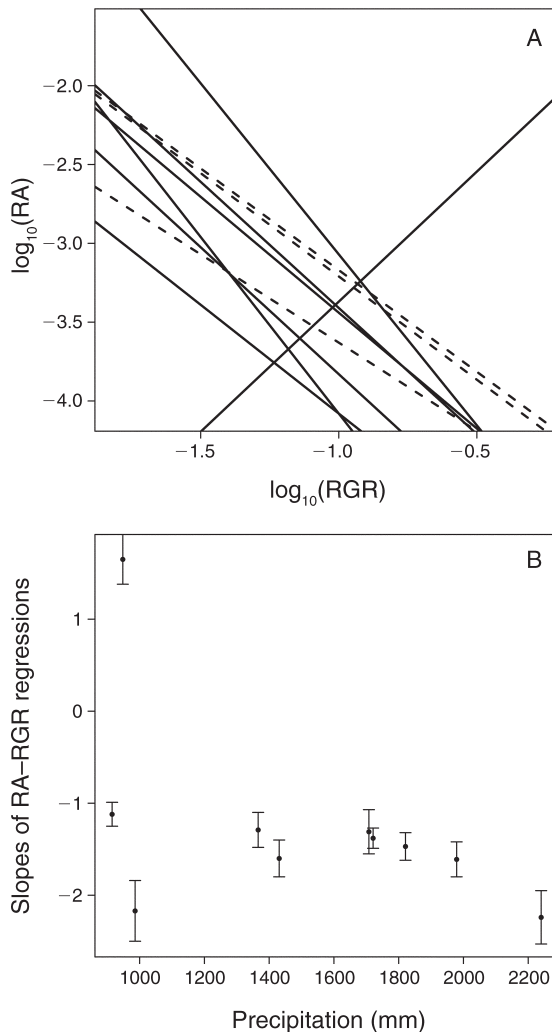 A
−2.0
−2.5
−3.0
−3.5
−4.0
log10(RA)
−1.5 −1.0 −0.5
log10(RGR)
B
1
0
−1
−2
Slopes of RA–RGR regressions
1000 1200 1400 1600 1800 2000 2200
Precipitation (mm)